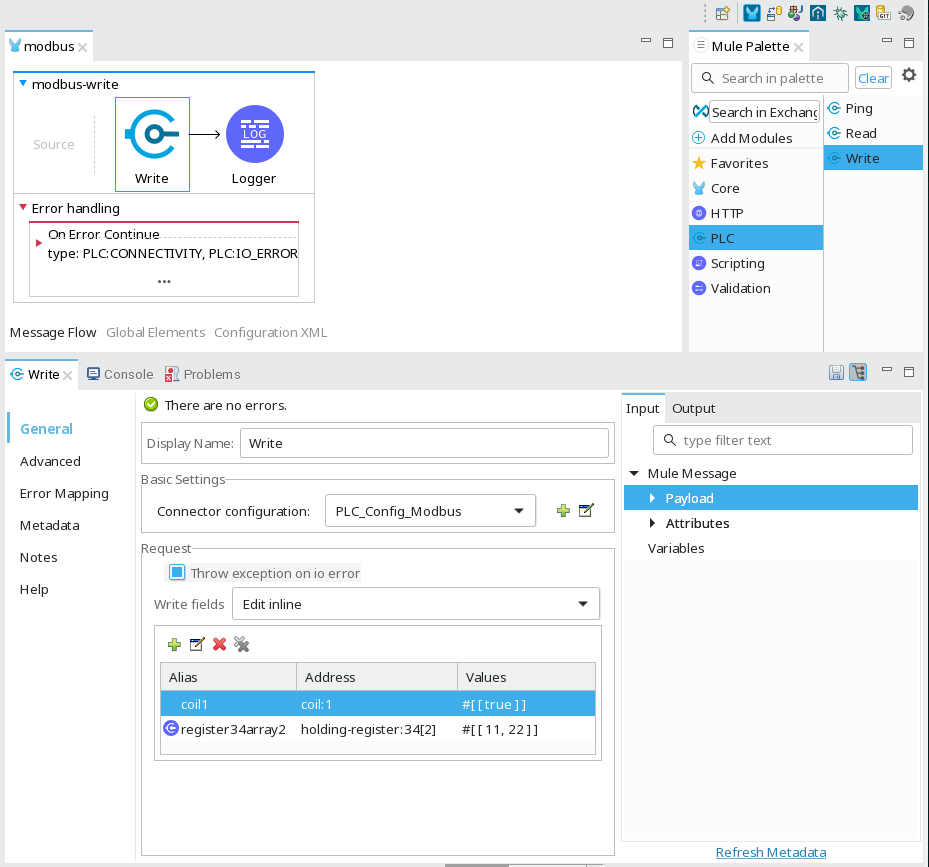 GIT
modbus
Mule Palette
modbus-write
Search in palette
Clear
Source
LOG
Write
Logger
Search in Exchang
Add Modules
Favorites
Core
HTTP
PLC
Scripting
Validation
Ping
Read
Write
Error handling
On Error Continue
type: PLC:CONNECTIVITY, PLC:IO_ERROR
...
Message Flow Global Elements Configuration XML
Write
Console
Problems
General
Advanced
Error Mapping
Metadata
Notes
Help
There are no errors.
Display Name: Write
Basic Settings
Connector configuration: PLC_Config_Modbus
Request
Throw exception on io error
Write fields Edit inline
Alias Address Values
coil1 coil:1 #[ [ true ] ]
register34array2 holding-register:34[2] #[ [ 11, 22 ] ]
Input Output
type filter text
Mule Message
Payload
Attributes
Variables
Refresh Metadata